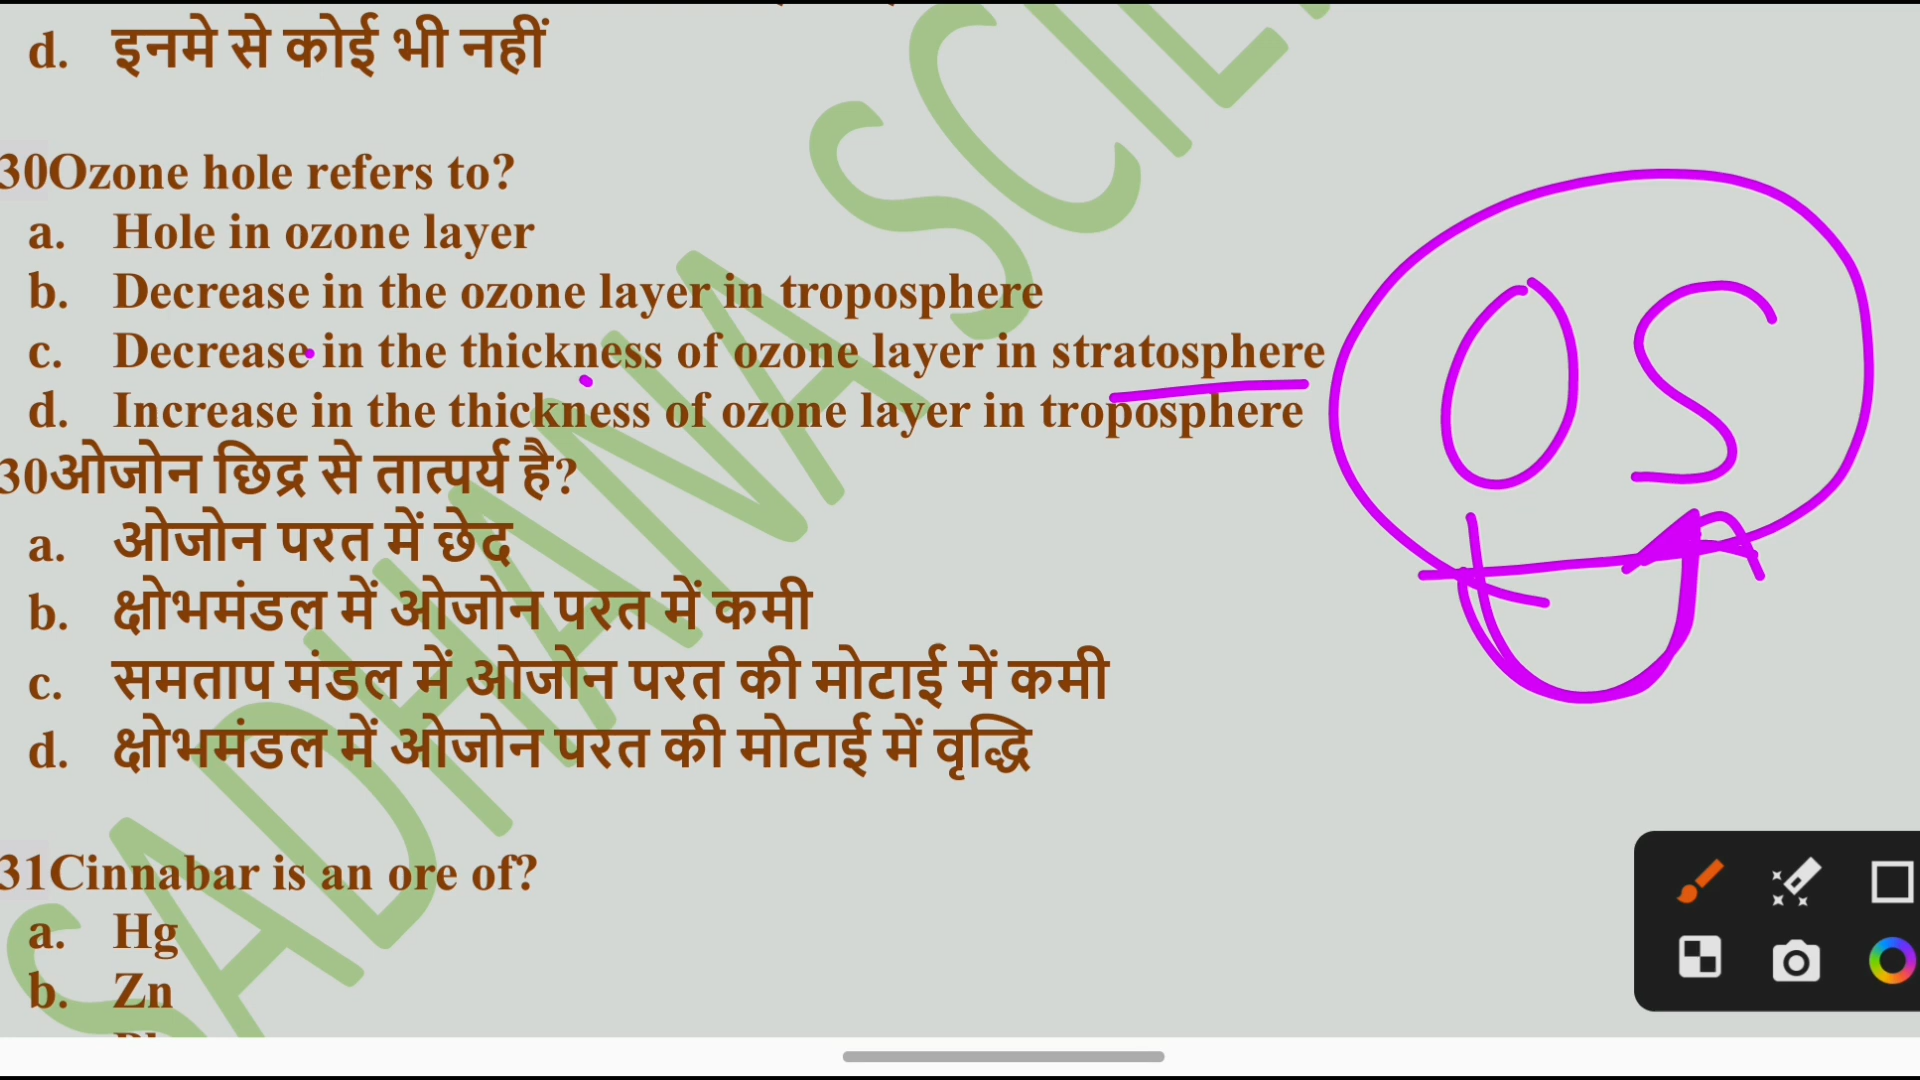 d. इनमे से कोई भी नहीं
30Ozone hole refers to?
a. Hole in ozone layer
b. Decrease in the ozone layer in troposphere
c. Decrease in the thickness of ozone layer in stratosphere
d. Increase in the thickness of ozone layer in troposphere
OS
30ओजोन छिद्र से तात्पर्य है?
a. ओजोन परत में छेद
b. क्षोभमंडल में ओजोन परत में कमी
c. समताप मंडल में ओजोन परत की मोटाई में कमी
d. क्षोभमंडल में ओजोन परत की मोटाई में वृद्धि
31Cinnabar is an ore of?
a. Hg
b. Zn
SADHANA SCIE